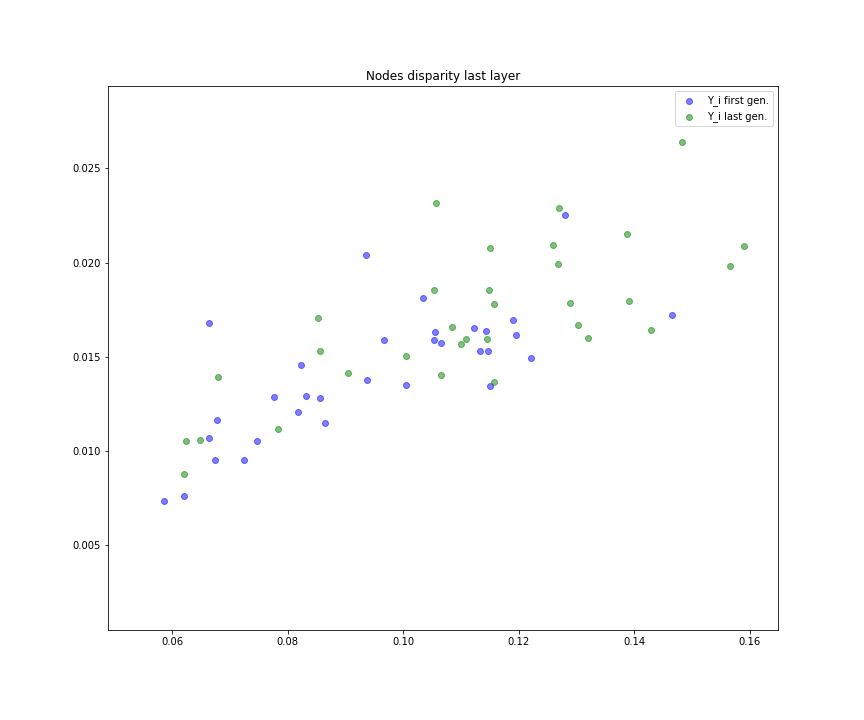 Nodes disparity last layer
Y_i first gen.
Y_i last gen.
0.025
0.020
0.015
0.010
0.005
0.06 0.08 0.10 0.12 0.14 0.16